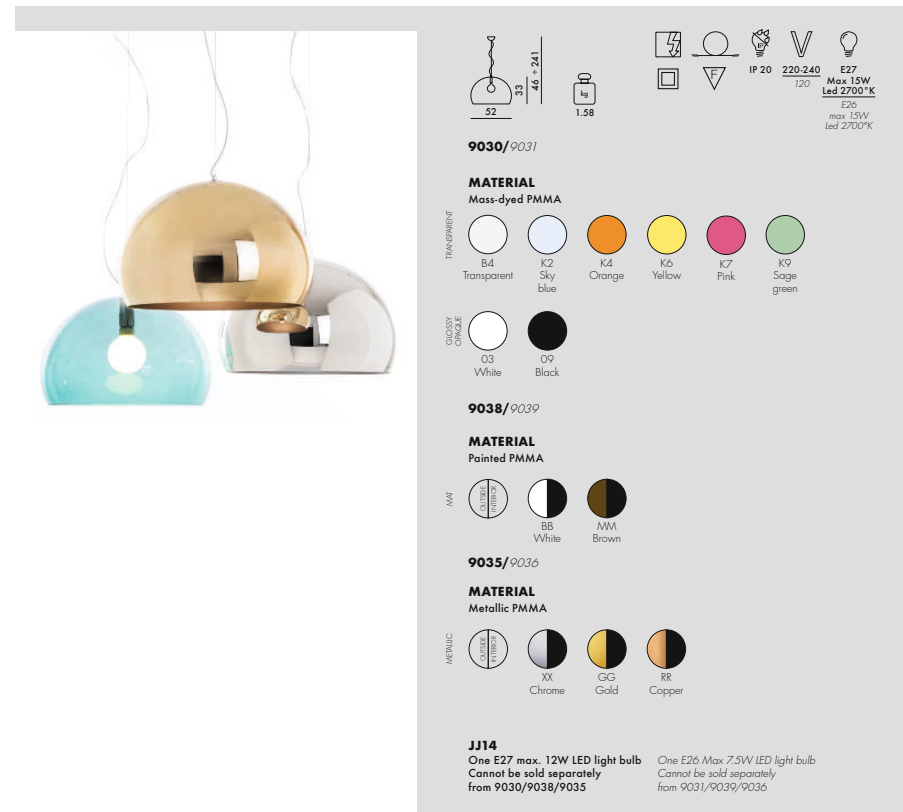 33
46 ÷ 241
52
kg
1.58
F
IP
IP 20
220-240
120
E27
Max 15W
Led 2700°K
E26
max 15W
Led 2700°K
9030/9031
MATERIAL
Mass-dyed PMMA
TRANSPARENT
B4
Transparent
K2
Sky
blue
K4
Orange
K6
Yellow
K7
Pink
K9
Sage
green
GLOSSY
OPAQUE
03
White
09
Black
9038/9039
MATERIAL
Painted PMMA
MAT
OUTSIDE
INTERIOR
BB
White
MM
Brown
9035/9036
MATERIAL
Metallic PMMA
METALLIC
OUTSIDE
INTERIOR
XX
Chrome
GG
Gold
RR
Copper
JJ14
One E27 max. 12W LED light bulb
Cannot be sold separately
from 9030/9038/9035
One E26 Max 7.5W LED light bulb
Cannot be sold separately
from 9031/9039/9036